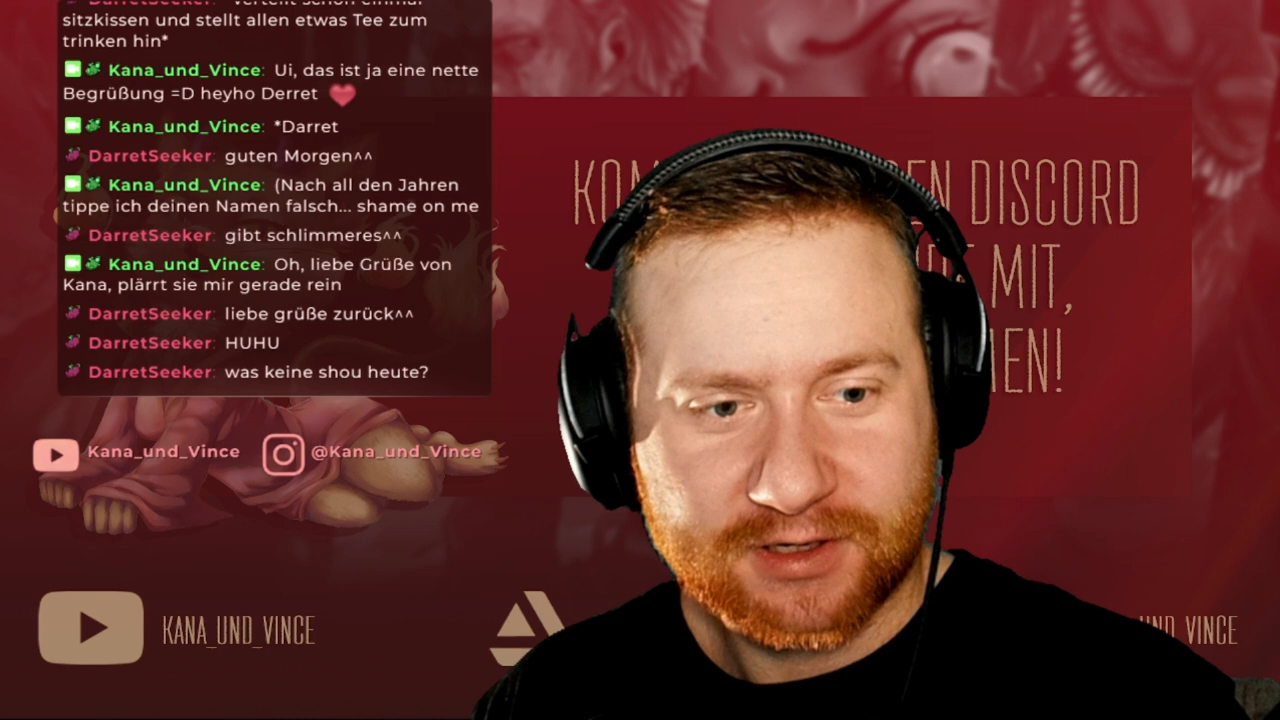 sitzkissen und stellt allen etwas Tee zum
trinken hin*
Kana_und_Vince: Ui, das ist ja eine nette
Begrüßung =D heyho Derret
Kana_und_Vince: *Darret
DarretSeeker: guten Morgen^^
Kana_und_Vince: (Nach all den Jahren
tippe ich deinen Namen falsch... shame on me
DarretSeeker: gibt schlimmeres^^
Kana_und_Vince: Oh, liebe Grüße von
Kana, plärrt sie mir gerade rein
DarretSeeker: liebe grüße zurück^^
DarretSeeker: HUHU
DarretSeeker: was keine shou heute?
DISCORD
MIT,
Kana_und_Vince @Kana_und_Vince
KANA_UND_VINCE
VINCE